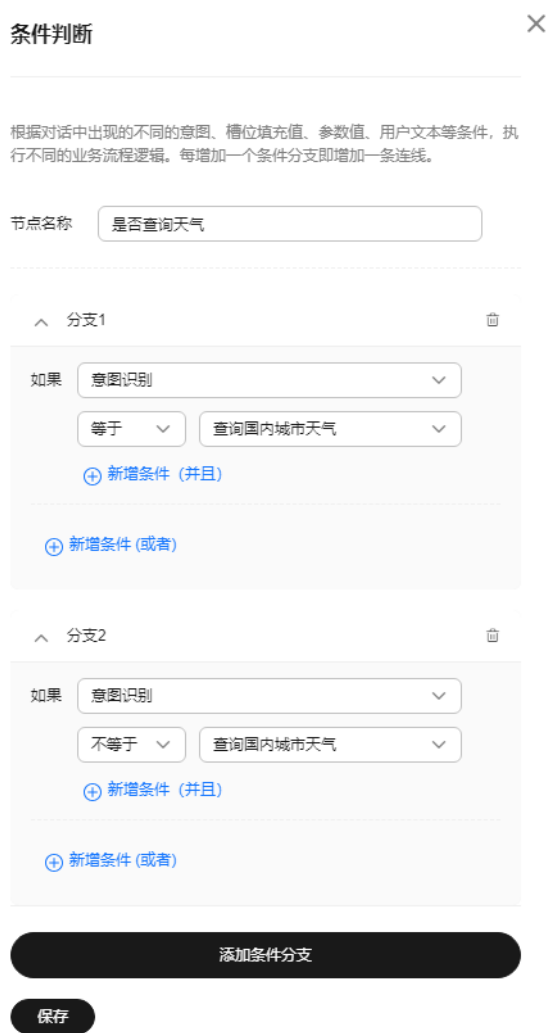 条件判断
根据对话中出现的不同的意图、槽位填充值、参数值、用户文本等条件，执
行不同的业务流程逻辑。每增加一个条件分支即增加一条连线。
节点名称 是否查询天气
分支1
如果 意图识别
等于 查询国内城市天气
新增条件（并且）
新增条件 (或者)
分支2
如果 意图识别
不等于 查询国内城市天气
新增条件（并且）
新增条件 (或者)
添加条件分支
保存